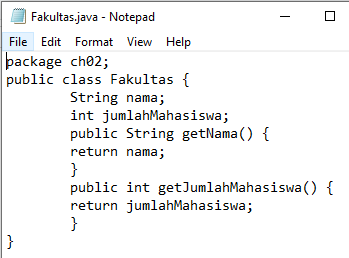 Fakultas.java - Notepad
File Edit Format View Help
package ch02;
public class Fakultas {
String nama;
int jumlahMahasiswa;
public String getNama() {
return nama;
}
public int getJumlahMahasiswa() {
return jumlahMahasiswa;
}
}